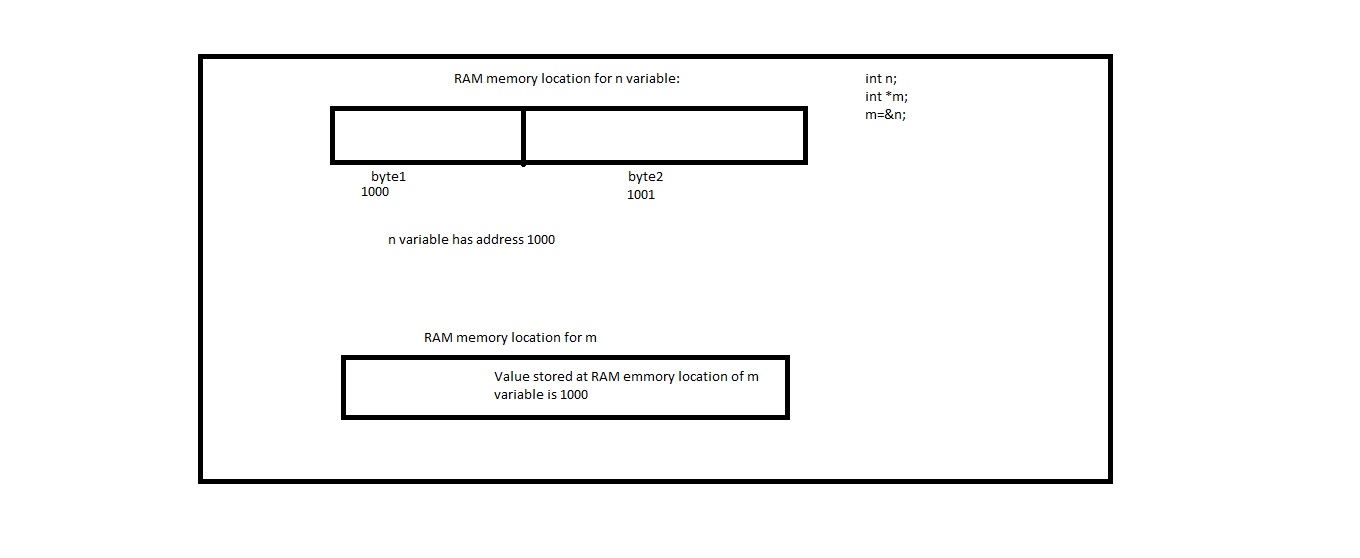 RAM memory location for n variable:
int n;
int *m;
m=&n;
byte1
1000
byte2
1001
n variable has address 1000
RAM memory location for m
Value stored at RAM emmory location of m
variable is 1000